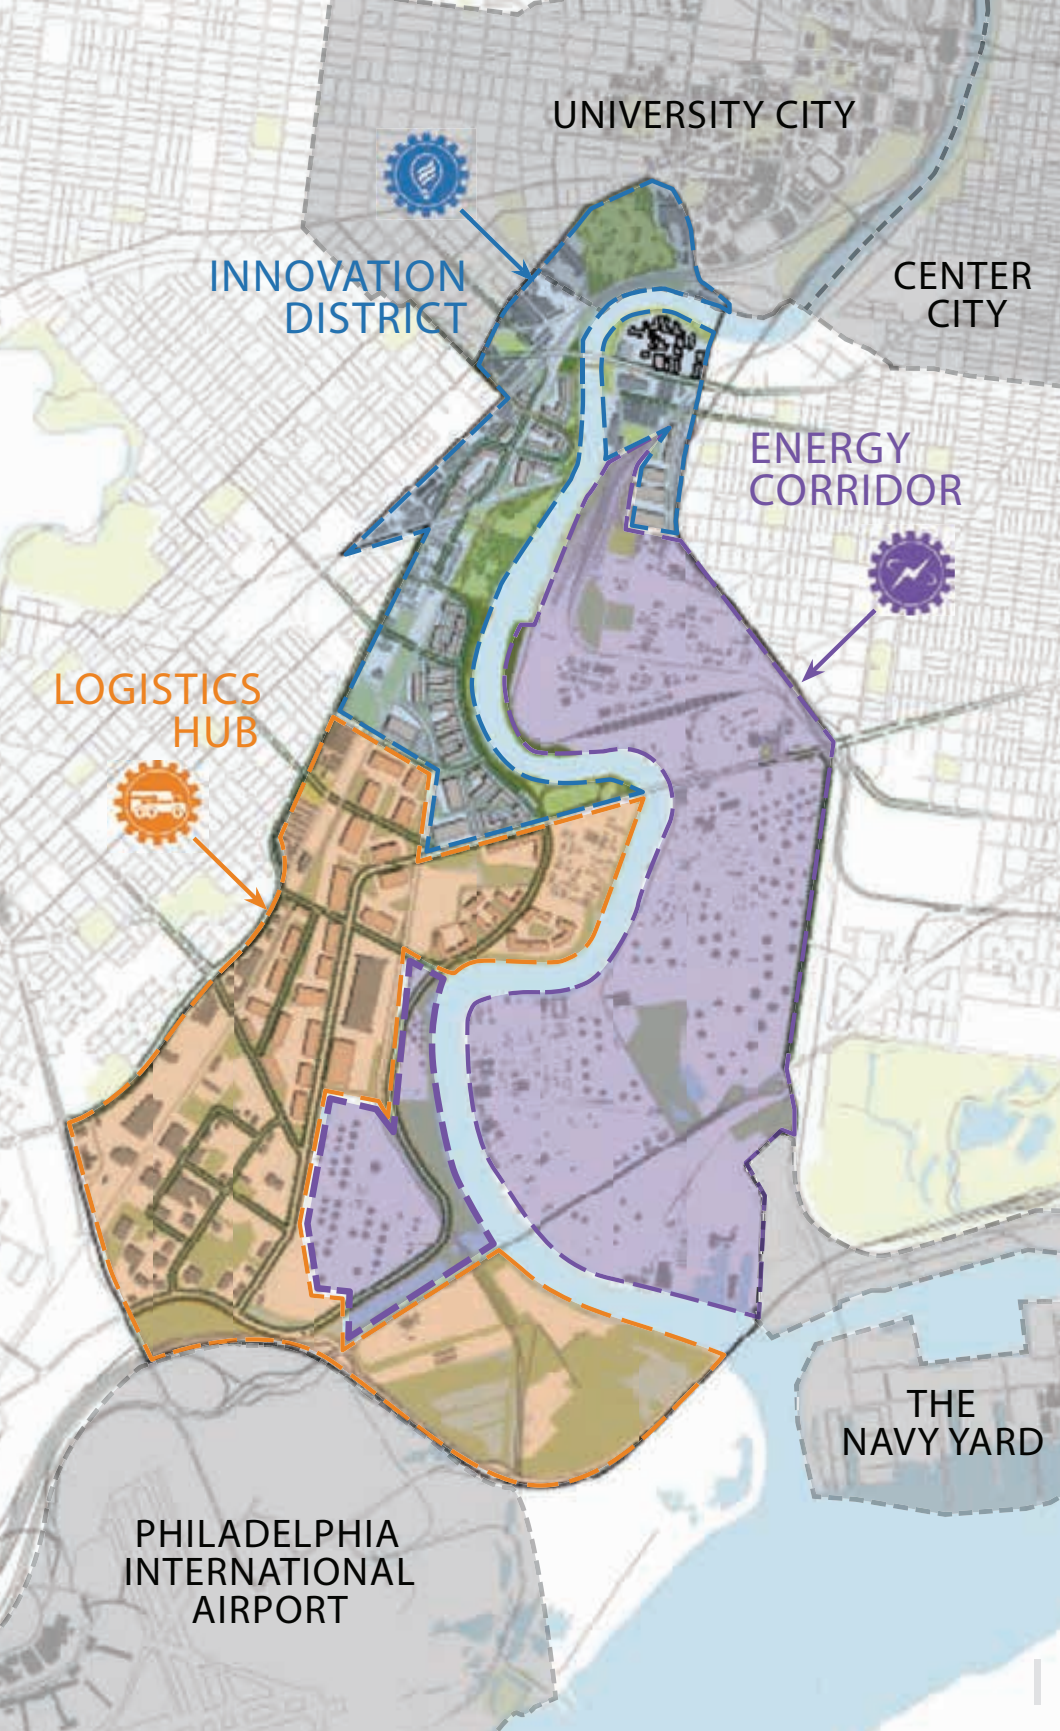 UNIVERSITY CITY
INNOVATION
DISTRICT
CENTER
CITY
ENERGY
CORRIDOR
LOGISTICS
HUB
THE
NAVY YARD
PHILADELPHIA
INTERNATIONAL
AIRPORT